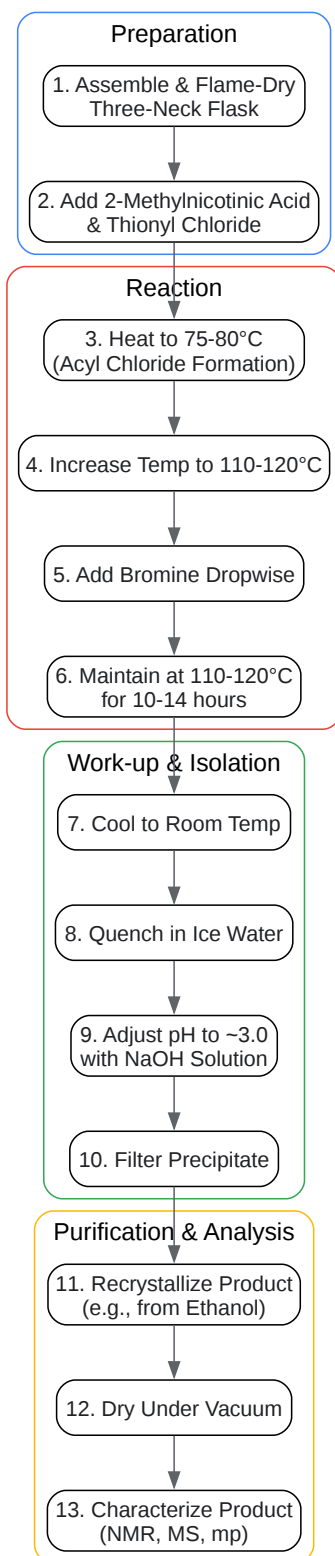 Preparation
1. Assemble & Flame-Dry
Three-Neck Flask
2. Add 2-Methylnicotinic Acid
& Thionyl Chloride
Reaction
3. Heat to 75-80°C
(Acyl Chloride Formation)
4. Increase Temp to 110-120°C
5. Add Bromine Dropwise
6. Maintain at 110-120°C
for 10-14 hours
Work-up & Isolation
7. Cool to Room Temp
8. Quench in Ice Water
9. Adjust pH to ~3.0
with NaOH Solution
10. Filter Precipitate
Purification & Analysis
11. Recrystallize Product
(e.g., from Ethanol)
12. Dry Under Vacuum
13. Characterize Product
(NMR, MS, mp)